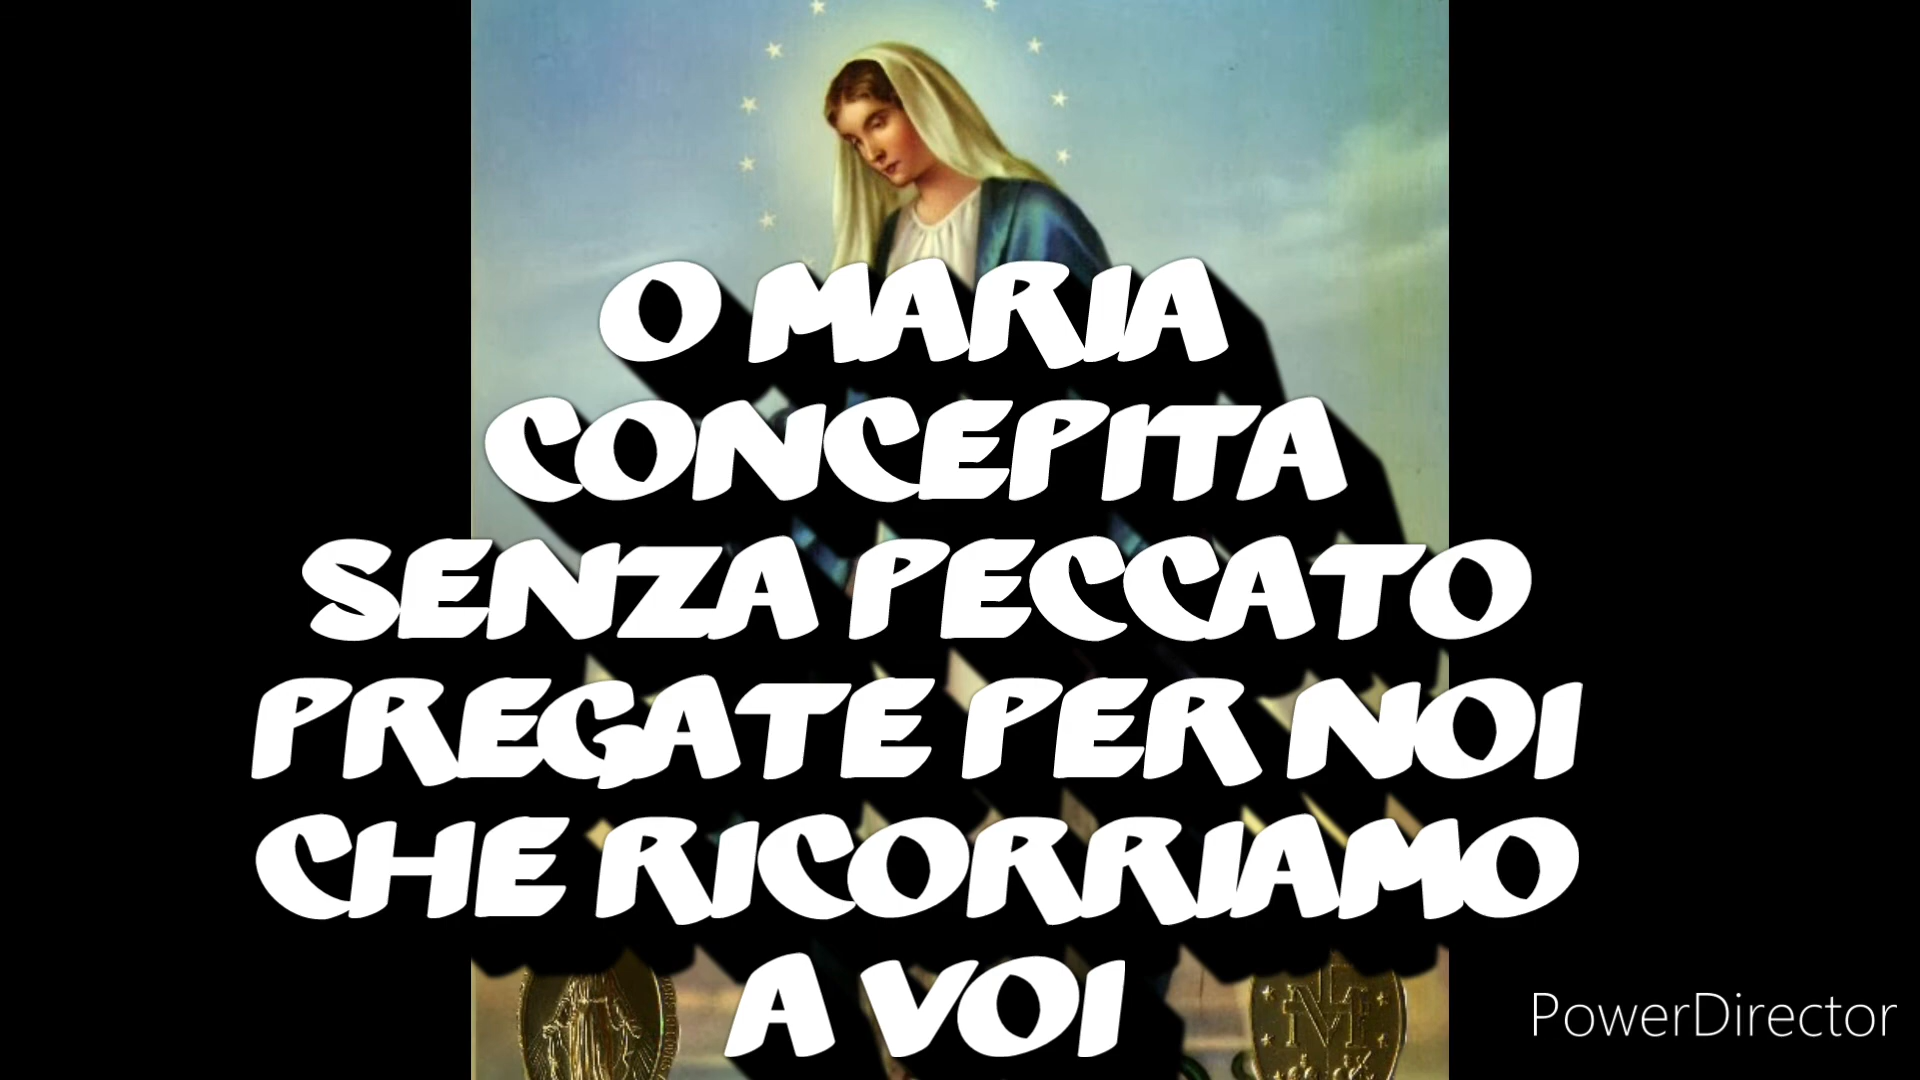 O MARIA
CONCEPITA
SENZA PECCATO
PREGATE PER NOI
CHE RICORRIAMO
A VOI
PowerDirector